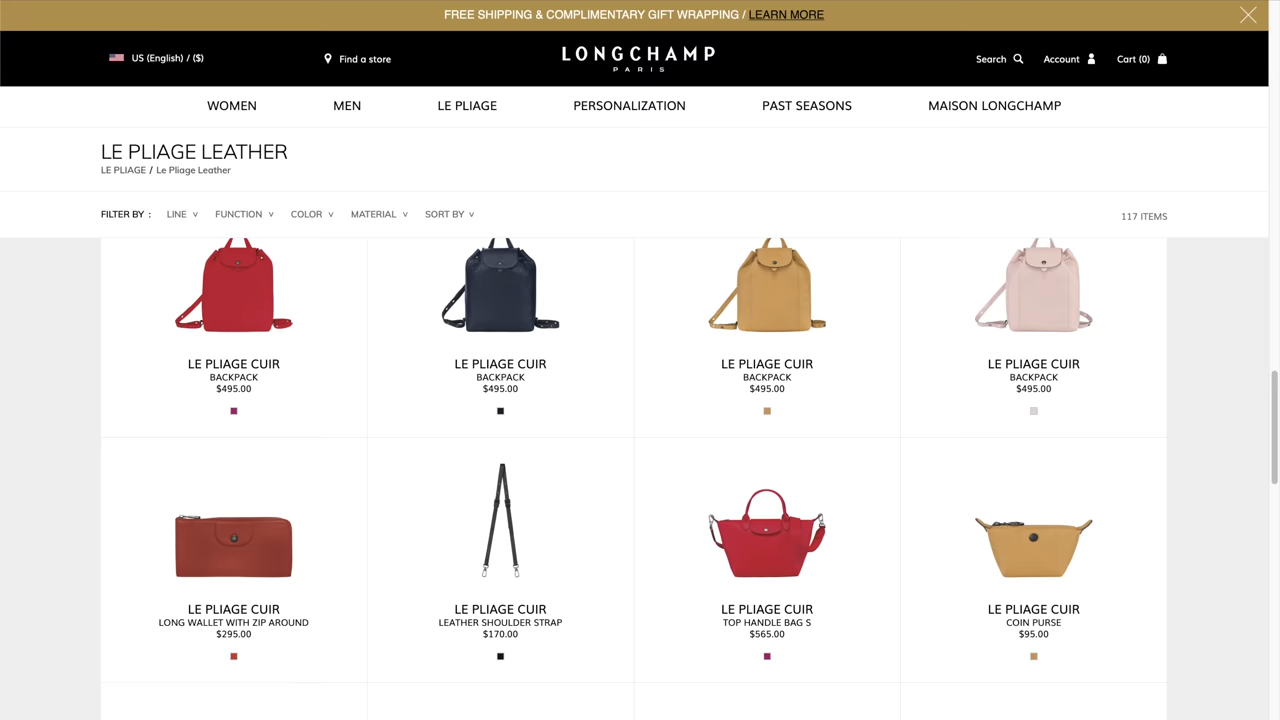 FREE SHIPPING & COMPLIMENTARY GIFT WRAPPING / LEARN MORE
US (English) / ($)
Find a store
LONGCHAMP
PARIS
Search
Account
Cart (0)
WOMEN
MEN
LE PLIAGE
PERSONALIZATION
PAST SEASONS
MAISON LONGCHAMP
LE PLIAGE LEATHER
LE PLIAGE / Le Pliage Leather
FILTER BY :
LINE
FUNCTION
COLOR
MATERIAL
SORT BY
117 ITEMS
LE PLIAGE CUIR
BACKPACK
$495.00
LE PLIAGE CUIR
BACKPACK
$495.00
LE PLIAGE CUIR
BACKPACK
$495.00
LE PLIAGE CUIR
BACKPACK
$495.00
LE PLIAGE CUIR
LONG WALLET WITH ZIP AROUND
$295.00
LE PLIAGE CUIR
LEATHER SHOULDER STRAP
$170.00
LE PLIAGE CUIR
TOP HANDLE BAG S
$565.00
LE PLIAGE CUIR
COIN PURSE
$95.00